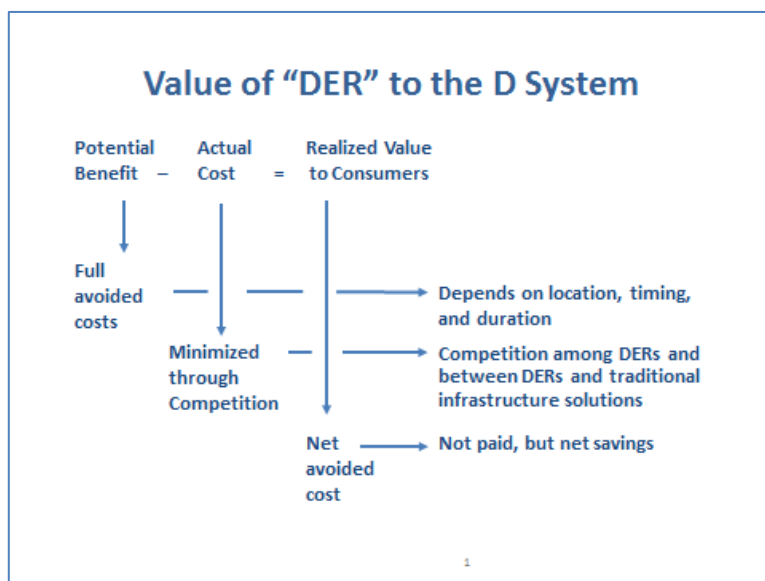 Value of “DER” to the D System
Potential Actual Realized Value
Benefit – Cost = to Consumers
Full
avoided
costs
Depends on location, timing,
and duration
Minimized
through
Competition
Competition among DERs and
between DERs and traditional
infrastructure solutions
Net
avoided
cost
Not paid, but net savings
1